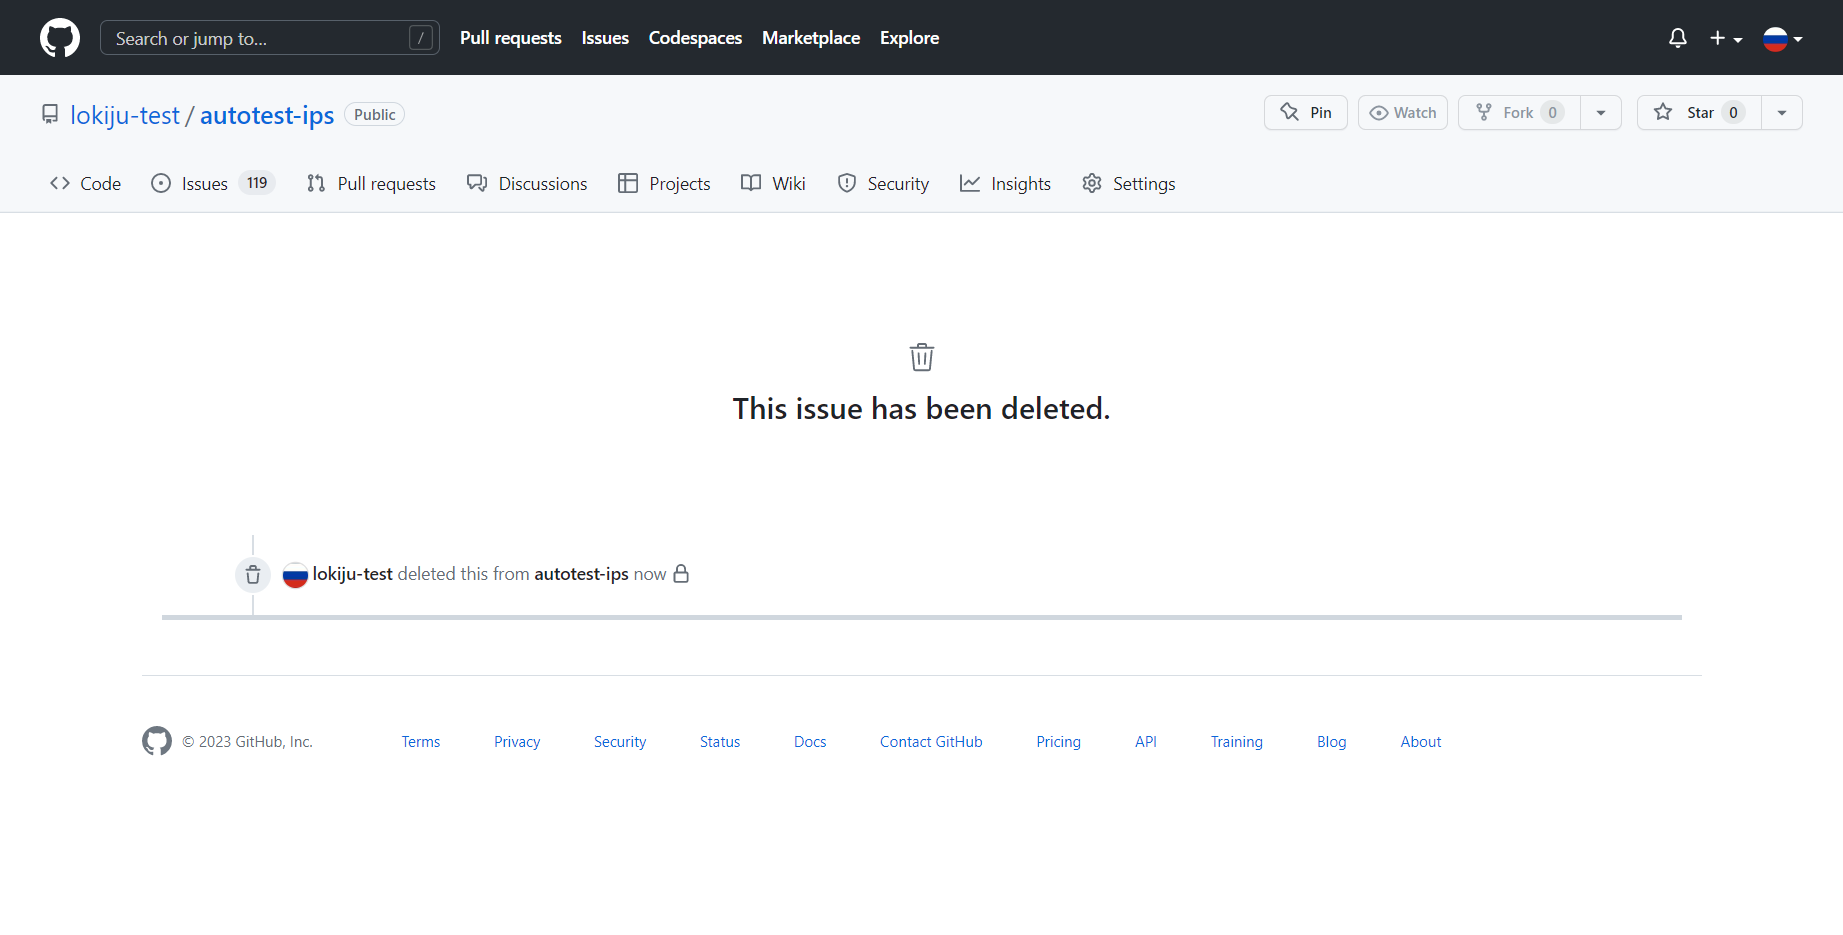 Search or jump to... /
Pull requests Issues Codespaces Marketplace Explore
lokiju-test / autotest-ips Public
Pin Watch Fork 0 Star 0
Code Issues 119 Pull requests Discussions Projects Wiki Security Insights Settings
This issue has been deleted.
lokiju-test deleted this from autotest-ips now
© 2023 GitHub, Inc. Terms Privacy Security Status Docs Contact GitHub Pricing API Training Blog About